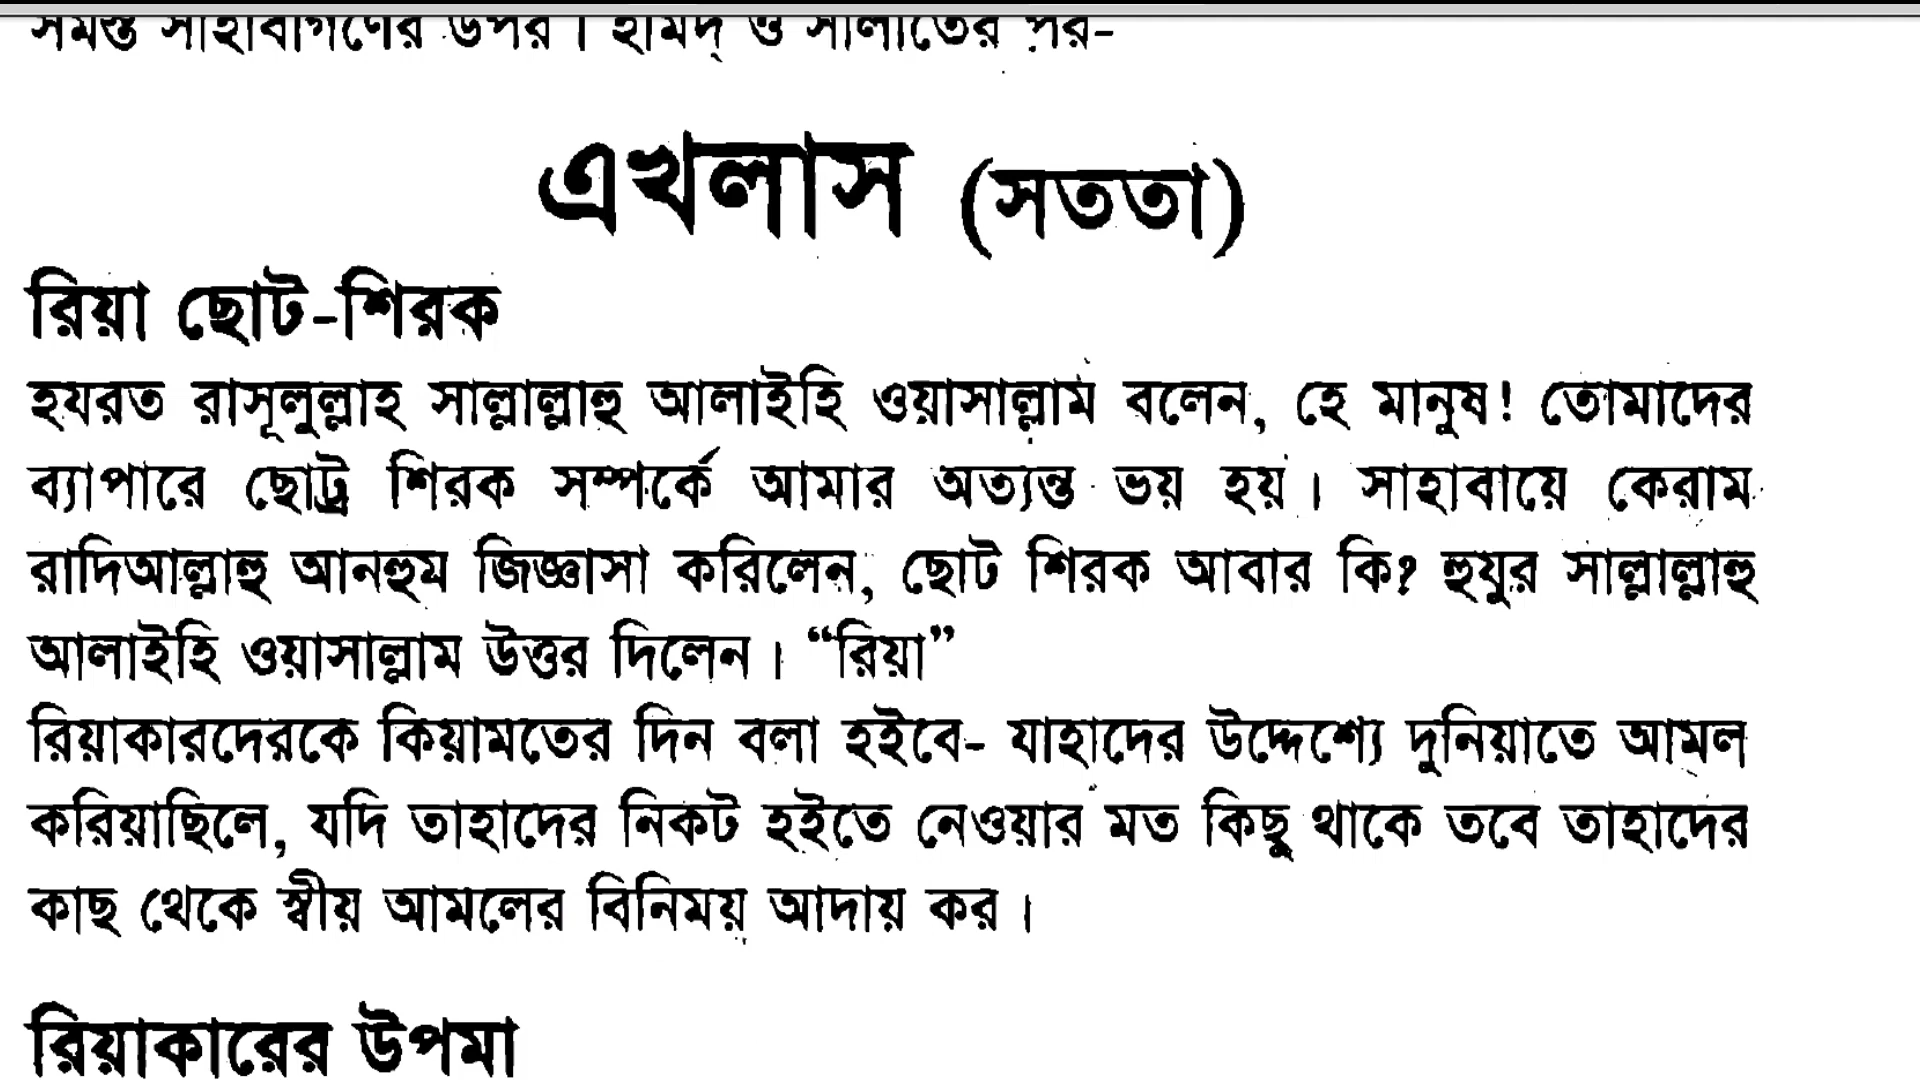 সমস্ত সাহাবাগণের উপর। হামদ্ ও সালাতের পর-
এখলাস (সততা)
রিয়া ছোট-শিরক
হযরত রাসূলুল্লাহ সাল্লাল্লাহু আলাইহি ওয়াসাল্লাম বলেন, হে মানুষ! তোমাদের
ব্যাপারে ছোট্র শিরক সম্পর্কে আমার অত্যন্ত ভয় হয়। সাহাবায়ে কেরাম
রাদিআল্লাহু আনহুম জিজ্ঞাসা করিলেন, ছোট শিরক আবার কি? হুযুর সাল্লাল্লাহু
আলাইহি ওয়াসাল্লাম উত্তর দিলেন। “রিয়া”
রিয়াকারদেরকে কিয়ামতের দিন বলা হইবে- যাহাদের উদ্দেশ্যে দুনিয়াতে আমল
করিয়াছিলে, যদি তাহাদের নিকট হইতে নেওয়ার মত কিছু থাকে তবে তাহাদের
কাছ থেকে স্বীয় আমলের বিনিময় আদায় কর।
রিয়াকারের উপমা